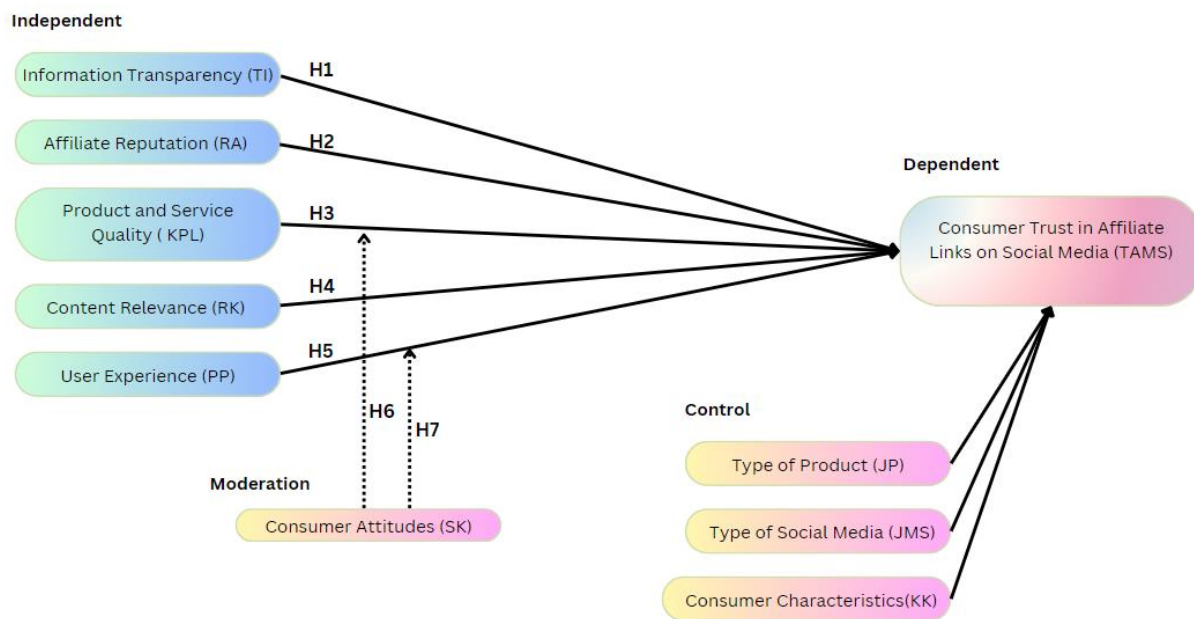 Independent
Information Transparency (TI)
H1
Affiliate Reputation (RA)
H2
Product and Service
Quality ( KPL)
H3
Content Relevance (RK)
H4
User Experience (PP)
H5
H6
H7
Moderation
Consumer Attitudes (SK)
Dependent
Consumer Trust in Affiliate
Links on Social Media (TAMS)
Control
Type of Product (JP)
Type of Social Media (JMS)
Consumer Characteristics(KK)